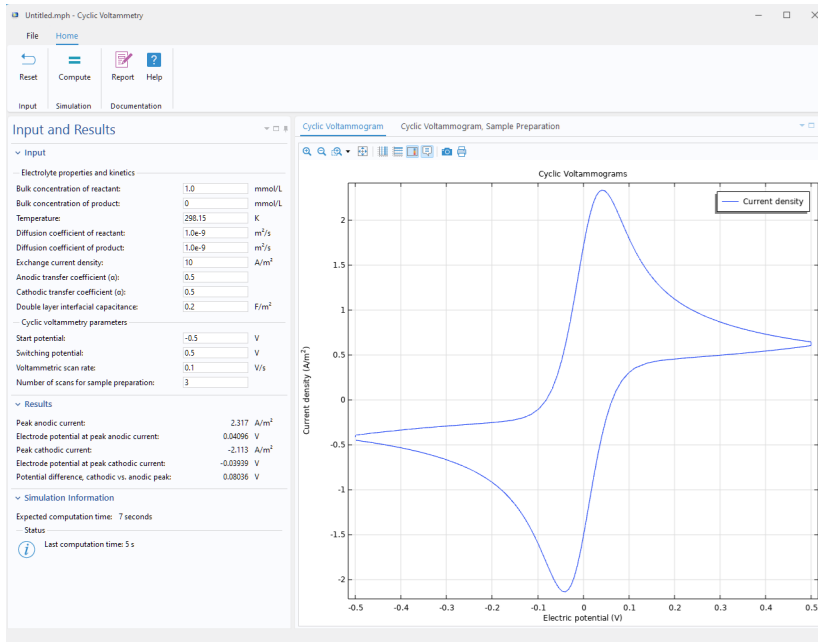 Untitled.mph - Cyclic Voltammetry
File Home
Reset Compute Report Help
Input Simulation Documentation
Input and Results
Input
Electrolyte properties and kinetics
Bulk concentration of reactant: 1.0 mmol/L
Bulk concentration of product: 0 mmol/L
Temperature: 298.15 K
Diffusion coefficient of reactant: 1.0e-9 m²/s
Diffusion coefficient of product: 1.0e-9 m²/s
Exchange current density: 10 A/m²
Anodic transfer coefficient (α): 0.5
Cathodic transfer coefficient (α): 0.5
Double layer interfacial capacitance: 0.2 F/m²
Cyclic voltammetry parameters
Start potential: -0.5 V
Switching potential: 0.5 V
Voltammetric scan rate: 0.1 V/s
Number of scans for sample preparation: 3
Results
Peak anodic current: 2.317 A/m²
Electrode potential at peak anodic current: 0.04096 V
Peak cathodic current: -2.113 A/m²
Electrode potential at peak cathodic current: -0.03939 V
Potential difference, cathodic vs. anodic peak: 0.08036 V
Simulation Information
Expected computation time: 7 seconds
Status
Last computation time: 5 s
Cyclic Voltammogram Cyclic Voltammogram, Sample Preparation
Cyclic Voltammograms
Current density
Current density (A/m²)
2
1.5
1
0.5
0
-0.5
-1
-1.5
-2
-0.5 -0.4 -0.3 -0.2 -0.1 0 0.1 0.2 0.3 0.4 0.5
Electric potential (V)